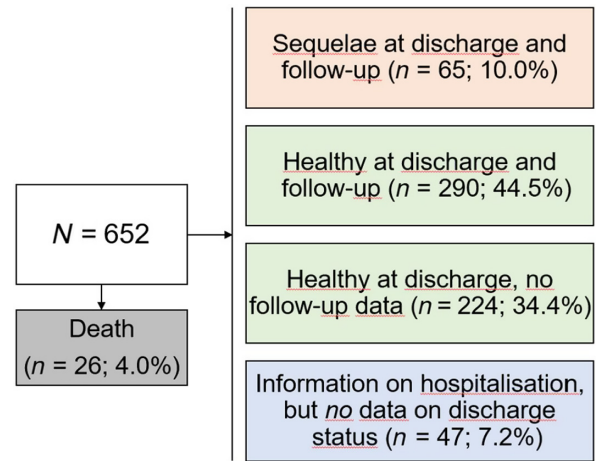 N = 652
Death
(n = 26; 4.0%)
Sequelae at discharge and
follow-up (n = 65; 10.0%)
Healthy at discharge and
follow-up (n = 290; 44.5%)
Healthy at discharge, no
follow-up data (n = 224; 34.4%)
Information on hospitalisation,
but no data on discharge
status (n = 47; 7.2%)